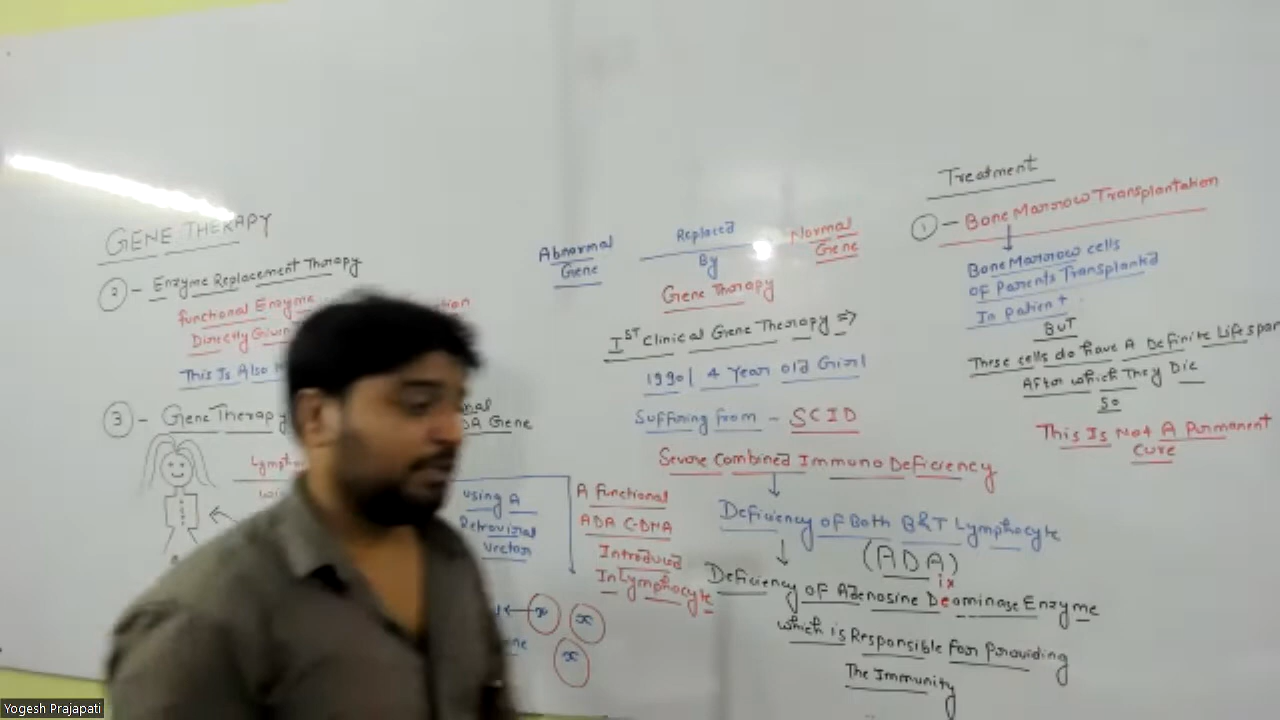 GENE THERAPY
2 - Enzyme Replacement Therapy
functional Enzyme
Directly Given
This Is Also
3 - Gene Therapy
ADA Gene
using A
Retroviral
Vector
A functional
ADA C-DNA
Introduced
In Lymphocyte
Abnormal
Gene
Replaced
By
Normal
Gene
Gene Therapy
Ist Clinical Gene Therapy =>
1990 / 4 Year old Girl
Suffering from - SCID
Severe Combined Immuno Deficiency
Deficiency of Both B&T Lymphocyte
(ADA)
Deficiency of Adenosine Deaminase Enzyme
which is Responsible For Providing
The Immunity
Treatment
1 - Bone Marrow Transplantation
Bone Marrow cells
of Parents Transplanted
In patient
BUT
These cells do have A Definite Lifespan
After which They Die
So
This Is Not A Permanent
Cure
Yogesh Prajapati